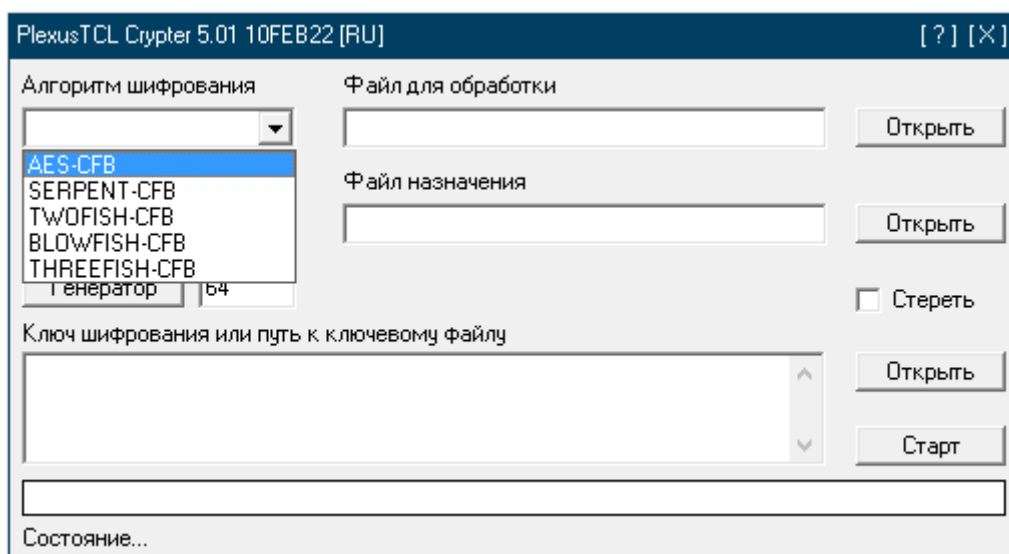 PlexusTCL Crypter 5.01 10FEB22 [RU] [ ? ] [X]
Алгоритм шифрования
Файл для обработки
Открыть
AES-CFB
SERPENT-CFB
TWOFISH-CFB
BLOWFISH-CFB
THREEFISH-CFB
Файл назначения
Открыть
Генератор 64
Стереть
Ключ шифрования или путь к ключевому файлу
Открыть
Старт
Состояние...